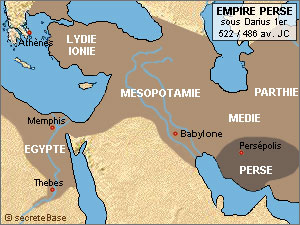 EMPIRE PERSE
sous Darius 1er
522 / 486 av. JC
Athènes
LYDIE
IONIE
MESOPOTAMIE
PARTHIE
MEDIE
Memphis
Babylone
EGYPTE
Persépolis
PERSE
Thebes
© secreteBase